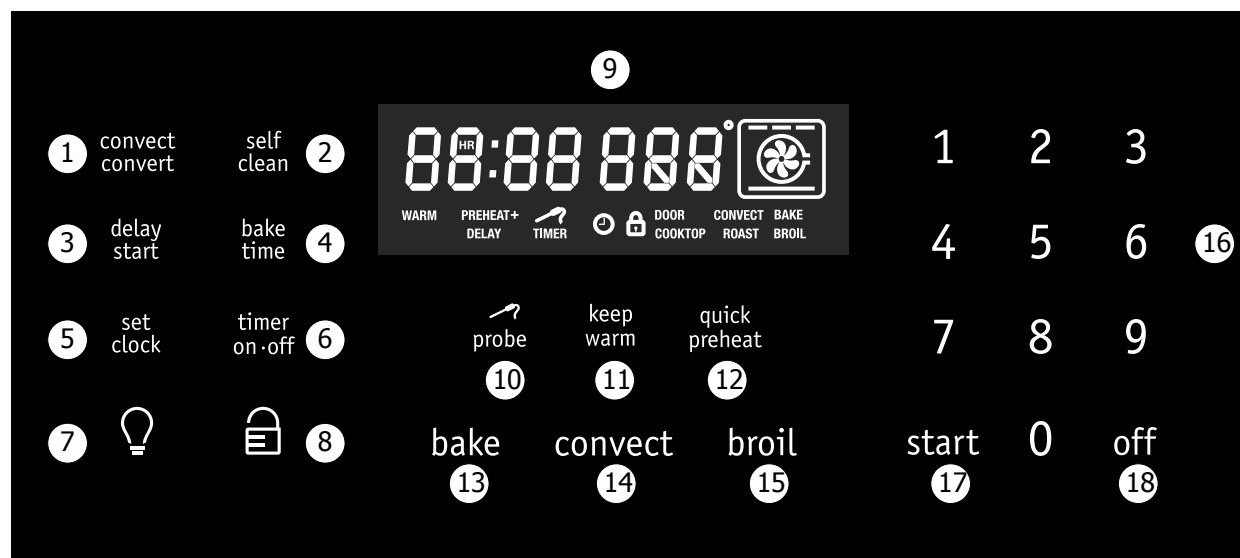 9
1 convect convert
self clean 2
88:88 888°
HR
WARM PREHEAT+ DELAY TIMER DOOR COOKTOP CONVECT ROAST BAKE BROIL
1 2 3
3 delay start
bake time 4
4 5 6
16
5 set clock
timer on·off 6
probe
10
keep warm
11
quick preheat
12
7 8 9
7
8
bake
13
convect
14
broil
15
start
17
0
off
18